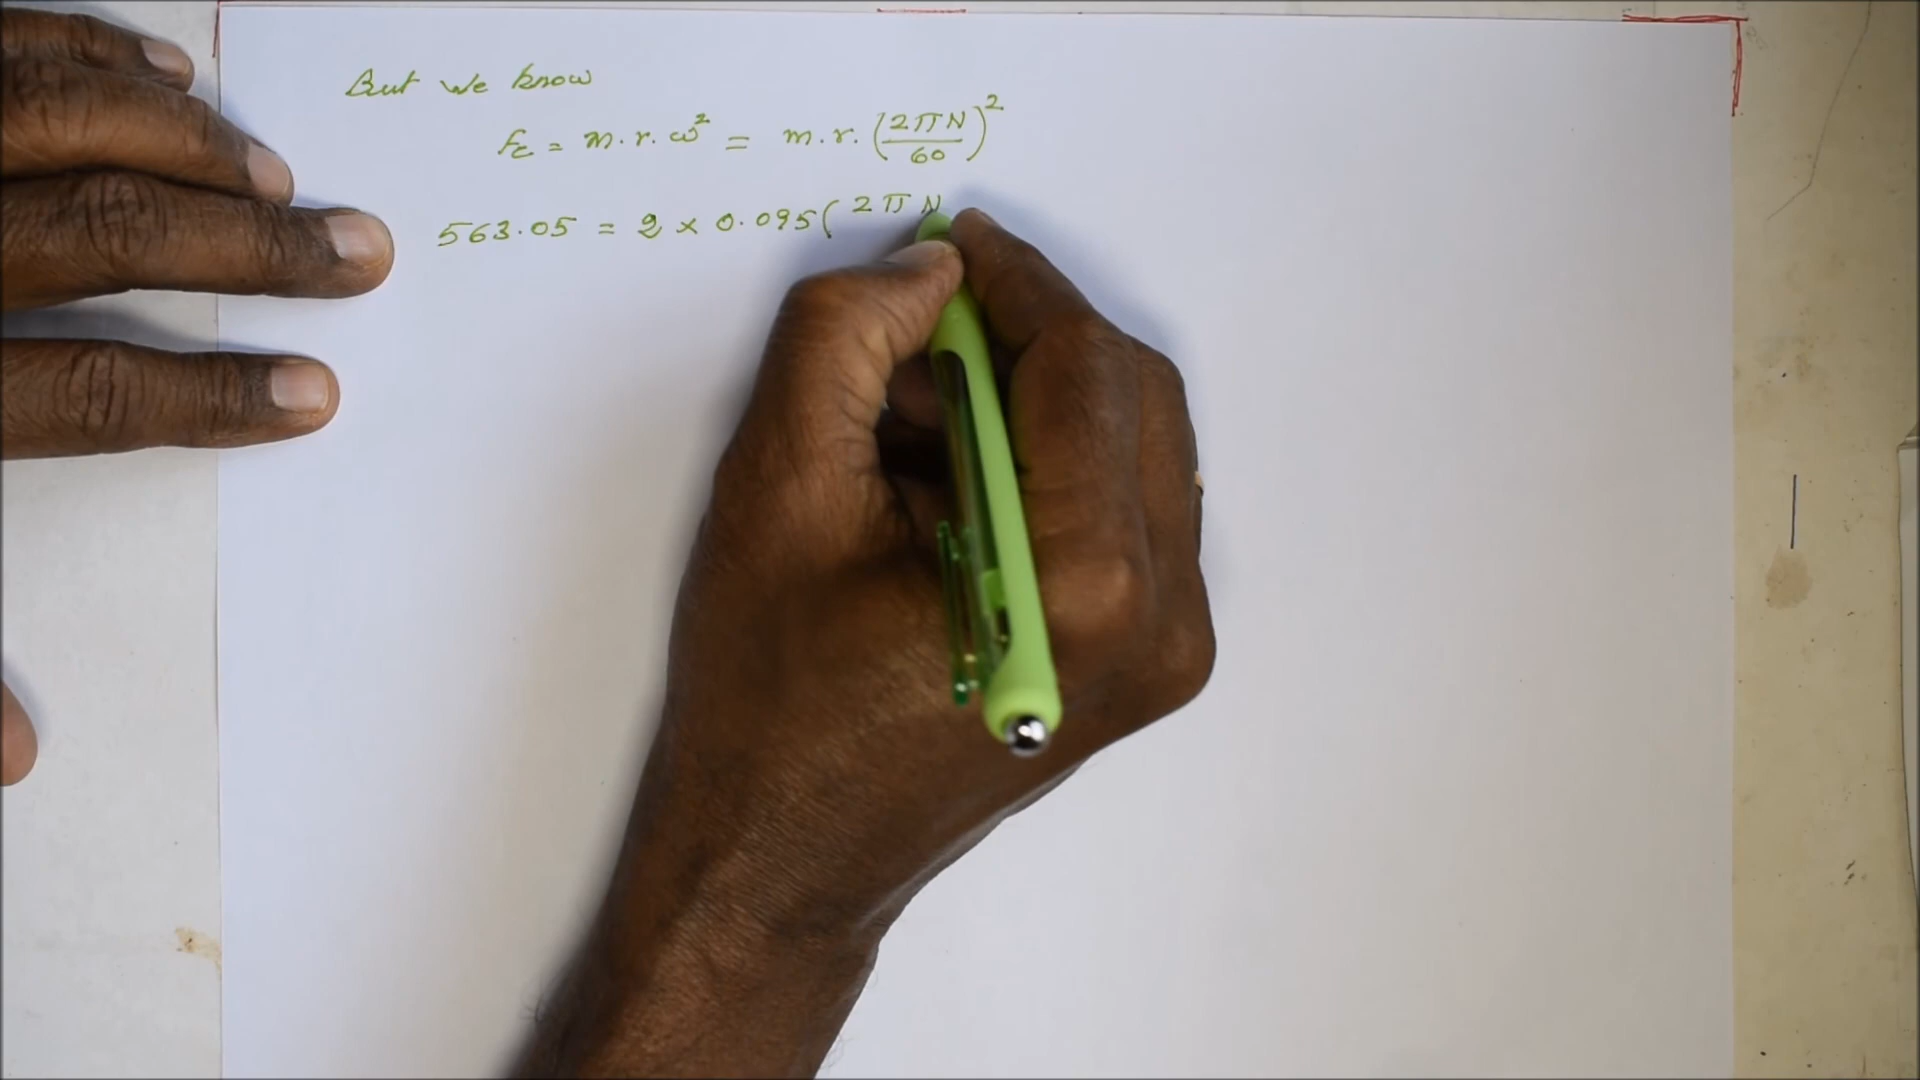 But we know
Fc = m.r.ω² = m.r.(2πN/60)²
563.05 = 2 × 0.095(2πN